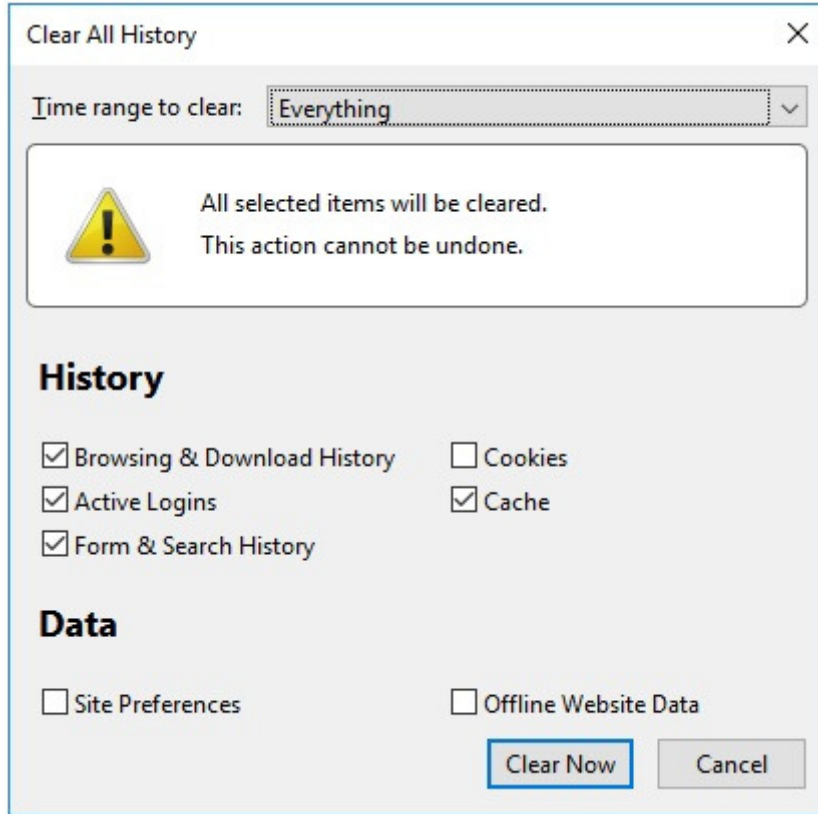 Clear All History
Time range to clear: Everything
All selected items will be cleared.
This action cannot be undone.
History
Browsing & Download History Cookies
Active Logins Cache
Form & Search History
Data
Site Preferences Offline Website Data
Clear Now Cancel